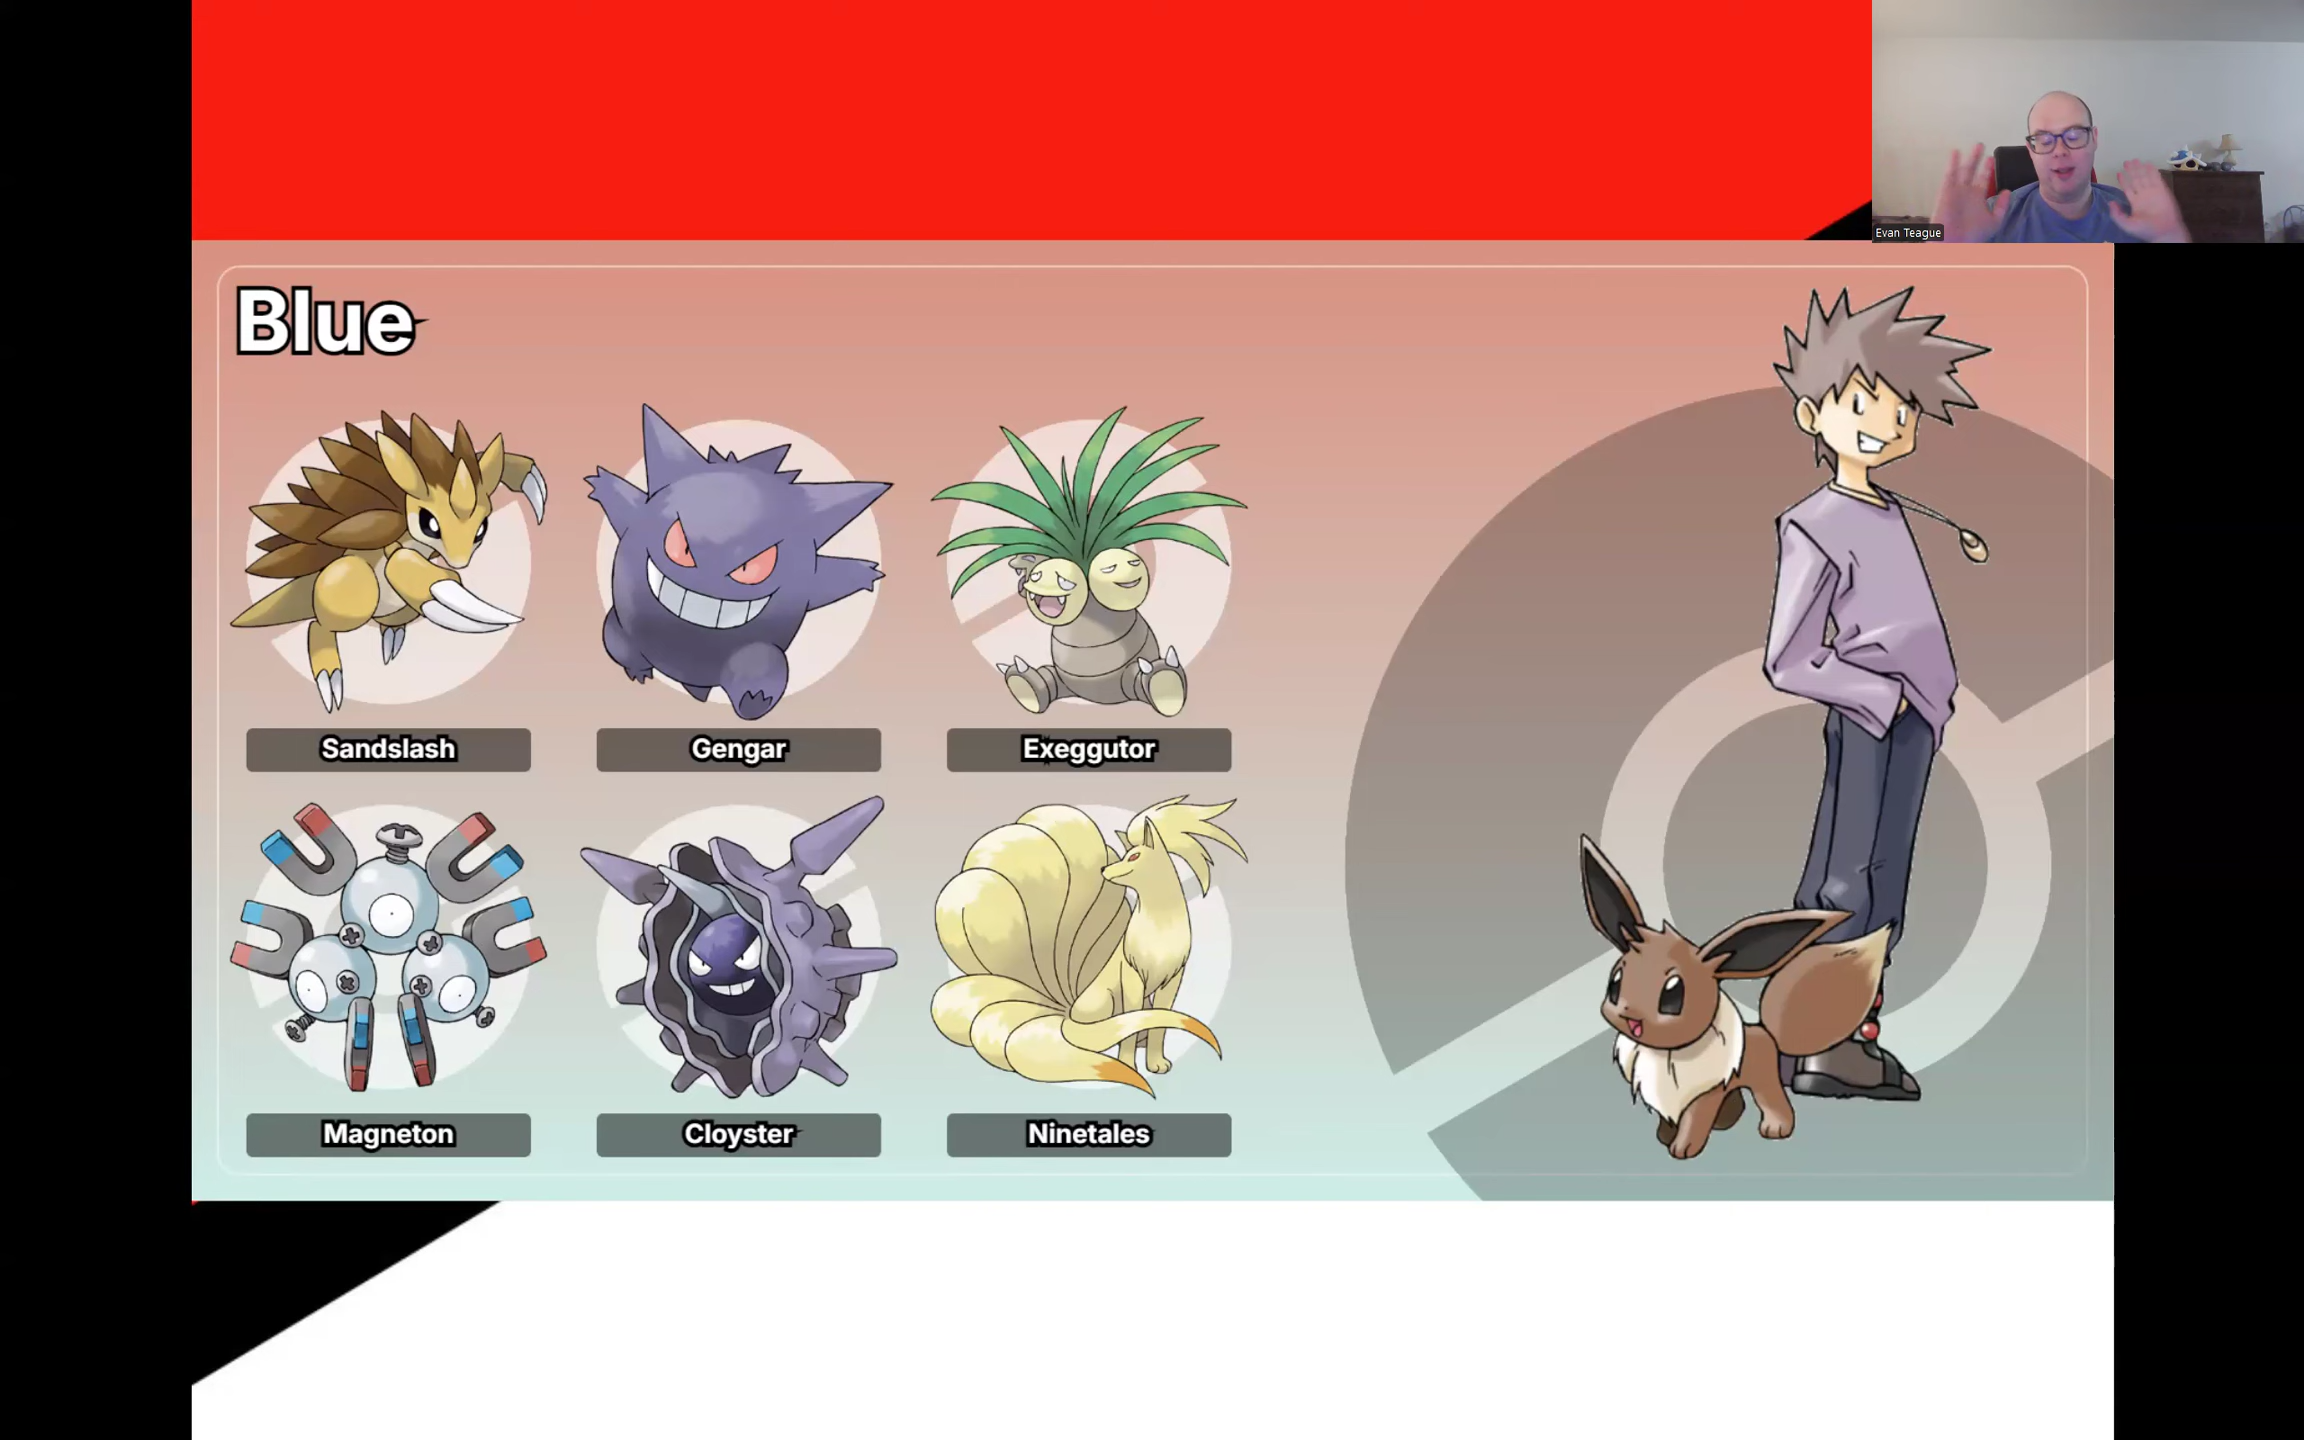 Evan Teague
Blue
Sandslash
Gengar
Exeggutor
Magneton
Cloyster
Ninetales